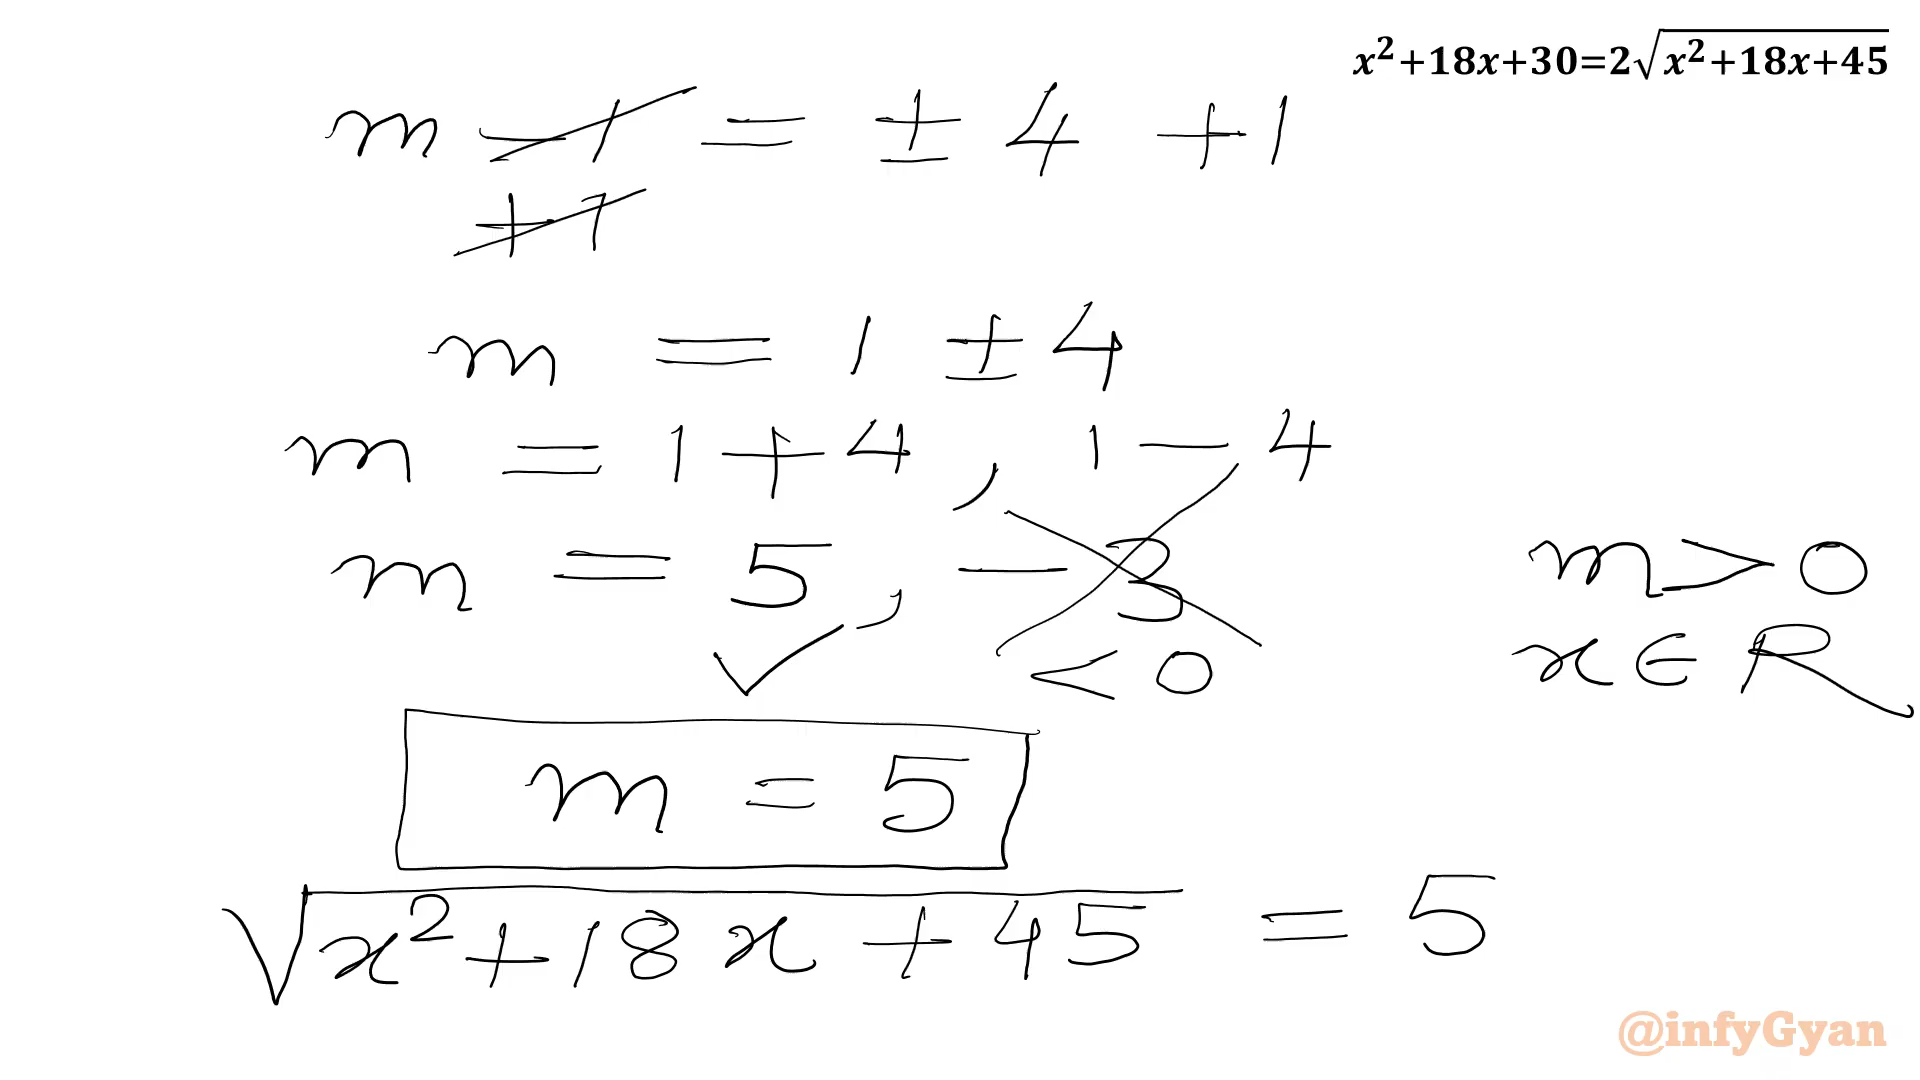 x²+18x+30=2√(x²+18x+45)
m - 1 = ± 4 + 1
+ 1
m = 1 ± 4
m = 1 + 4 , 1 - 4
m = 5 , - 3 m > 0
< 0 x ∈ R
m = 5
√(x² + 18x + 45) = 5
@infyGyan